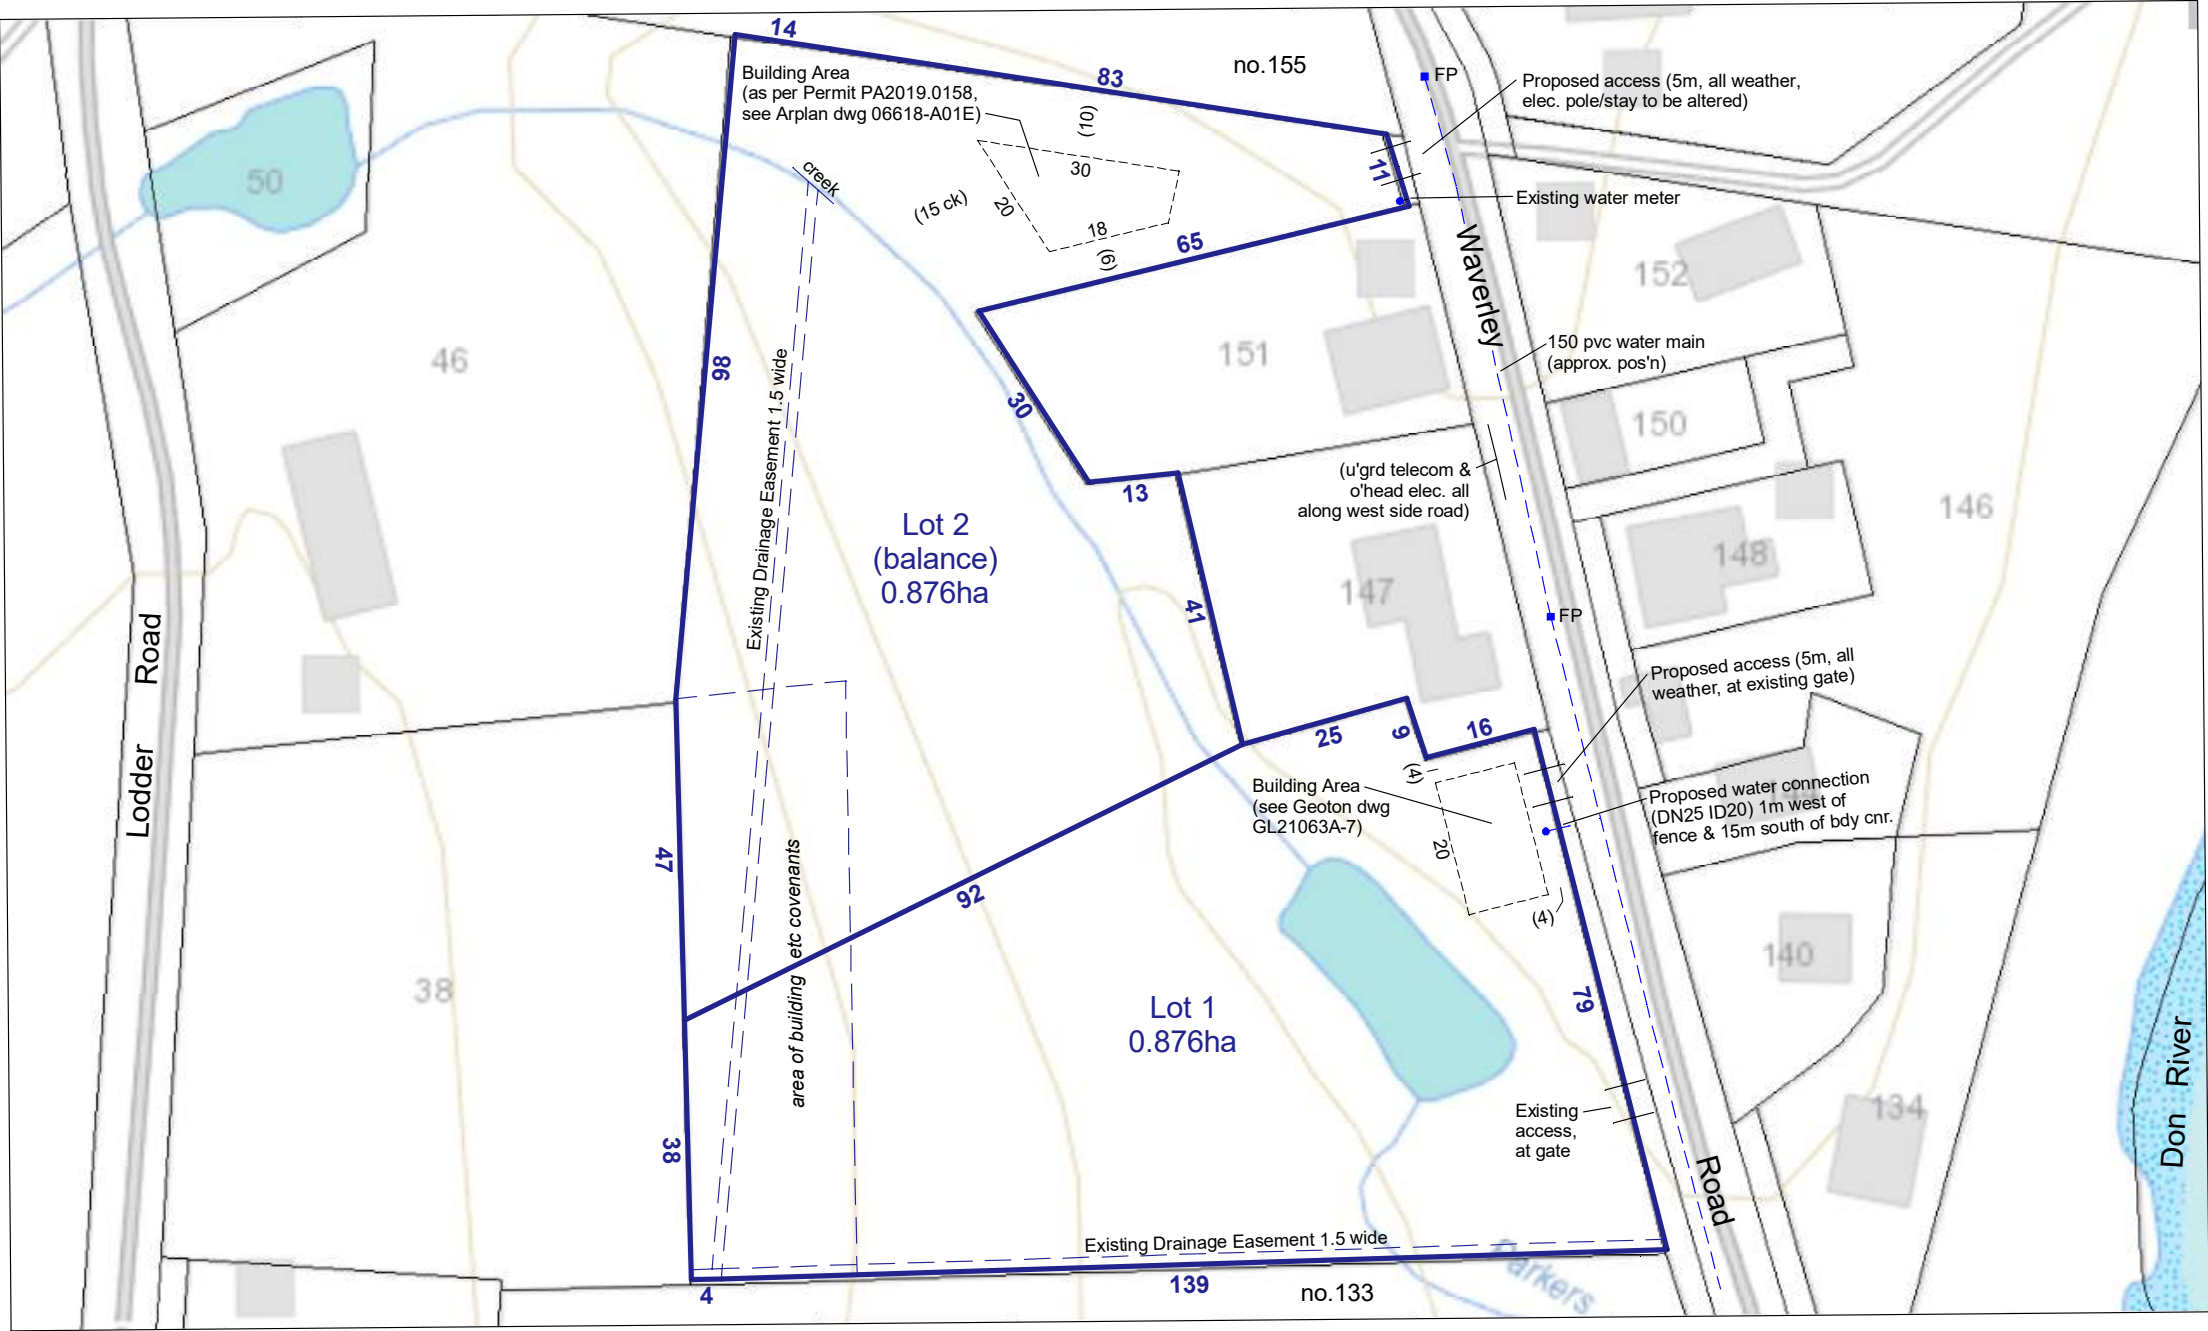 14
83
no.155
Building Area
(as per Permit PA2019.0158,
see Arplan dwg 06618-A01E)
(10)
30
20
18
(6)
(15 ck)
creek
11
65
FP
Proposed access (5m, all weather,
elec. pole/stay to be altered)
Existing water meter
Waverley
152
150 pvc water main
(approx. pos'n)
150
50
46
98
Existing Drainage Easement 1.5 wide
151
30
13
(u'grd telecom &
o'head elec. all
along west side road)
Lot 2
(balance)
0.876ha
41
147
148
146
FP
Lodder Road
Proposed access (5m, all
weather, at existing gate)
25
9
16
(4)
Building Area
(see Geoton dwg
GL21063A-7)
20
(4)
Proposed water connection
(DN25 ID20) 1m west of
fence & 15m south of bdy cnr.
47
92
area of building etc covenants
38
140
Lot 1
0.876ha
79
38
Existing
access,
at gate
134
Don River
Road
Existing Drainage Easement 1.5 wide
4
139
no.133
Parkers